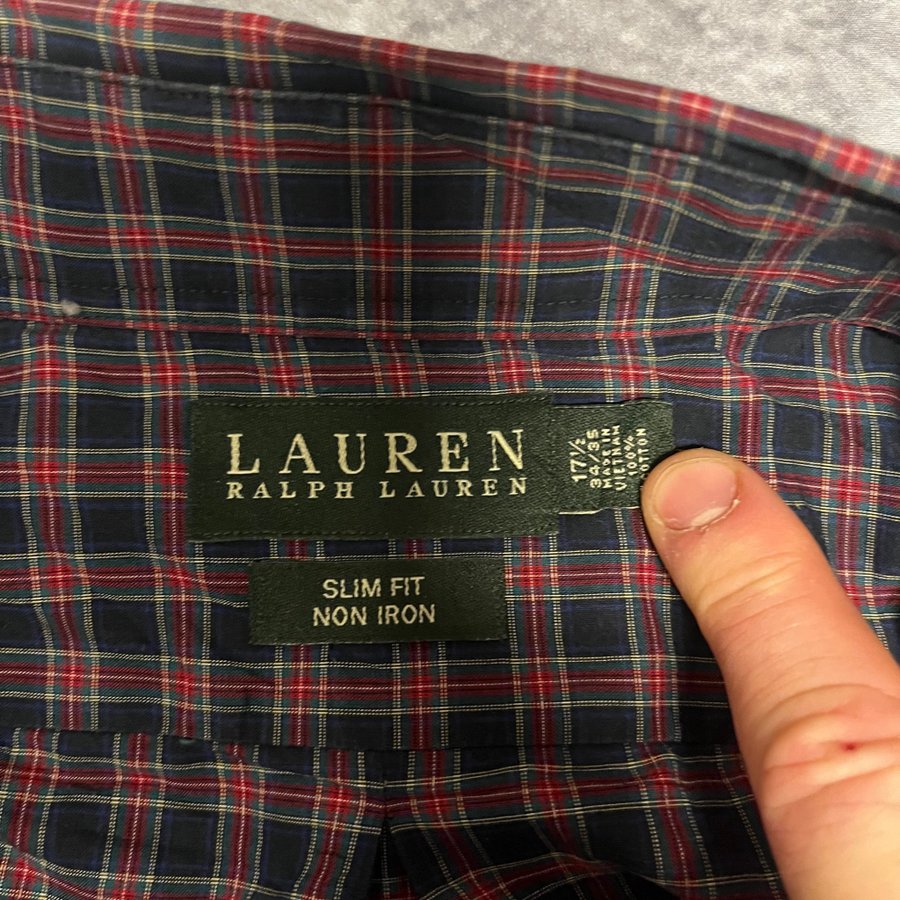 LAUREN
RALPH LAUREN
17½
34/35
MADE IN
VIETNAM
100%
COTTON
SLIM FIT
NON IRON